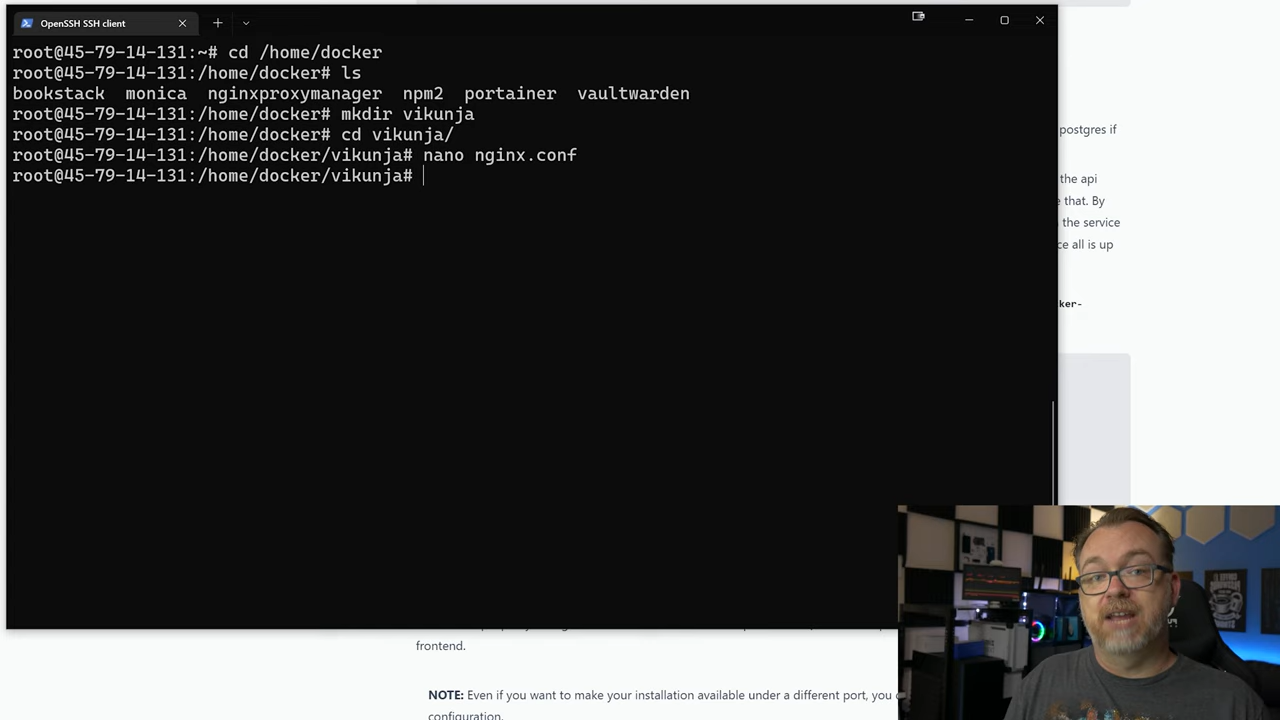 OpenSSH SSH client
root@45-79-14-131:~# cd /home/docker
root@45-79-14-131:/home/docker# ls
bookstack monica nginxproxymanager npm2 portainer vaultwarden
root@45-79-14-131:/home/docker# mkdir vikunja
root@45-79-14-131:/home/docker# cd vikunja/
root@45-79-14-131:/home/docker/vikunja# nano nginx.conf
root@45-79-14-131:/home/docker/vikunja#
postgres if
the api
e that. By
the service
ce all is up
ker-
frontend.
NOTE: Even if you want to make your installation available under a different port, you
configuration.